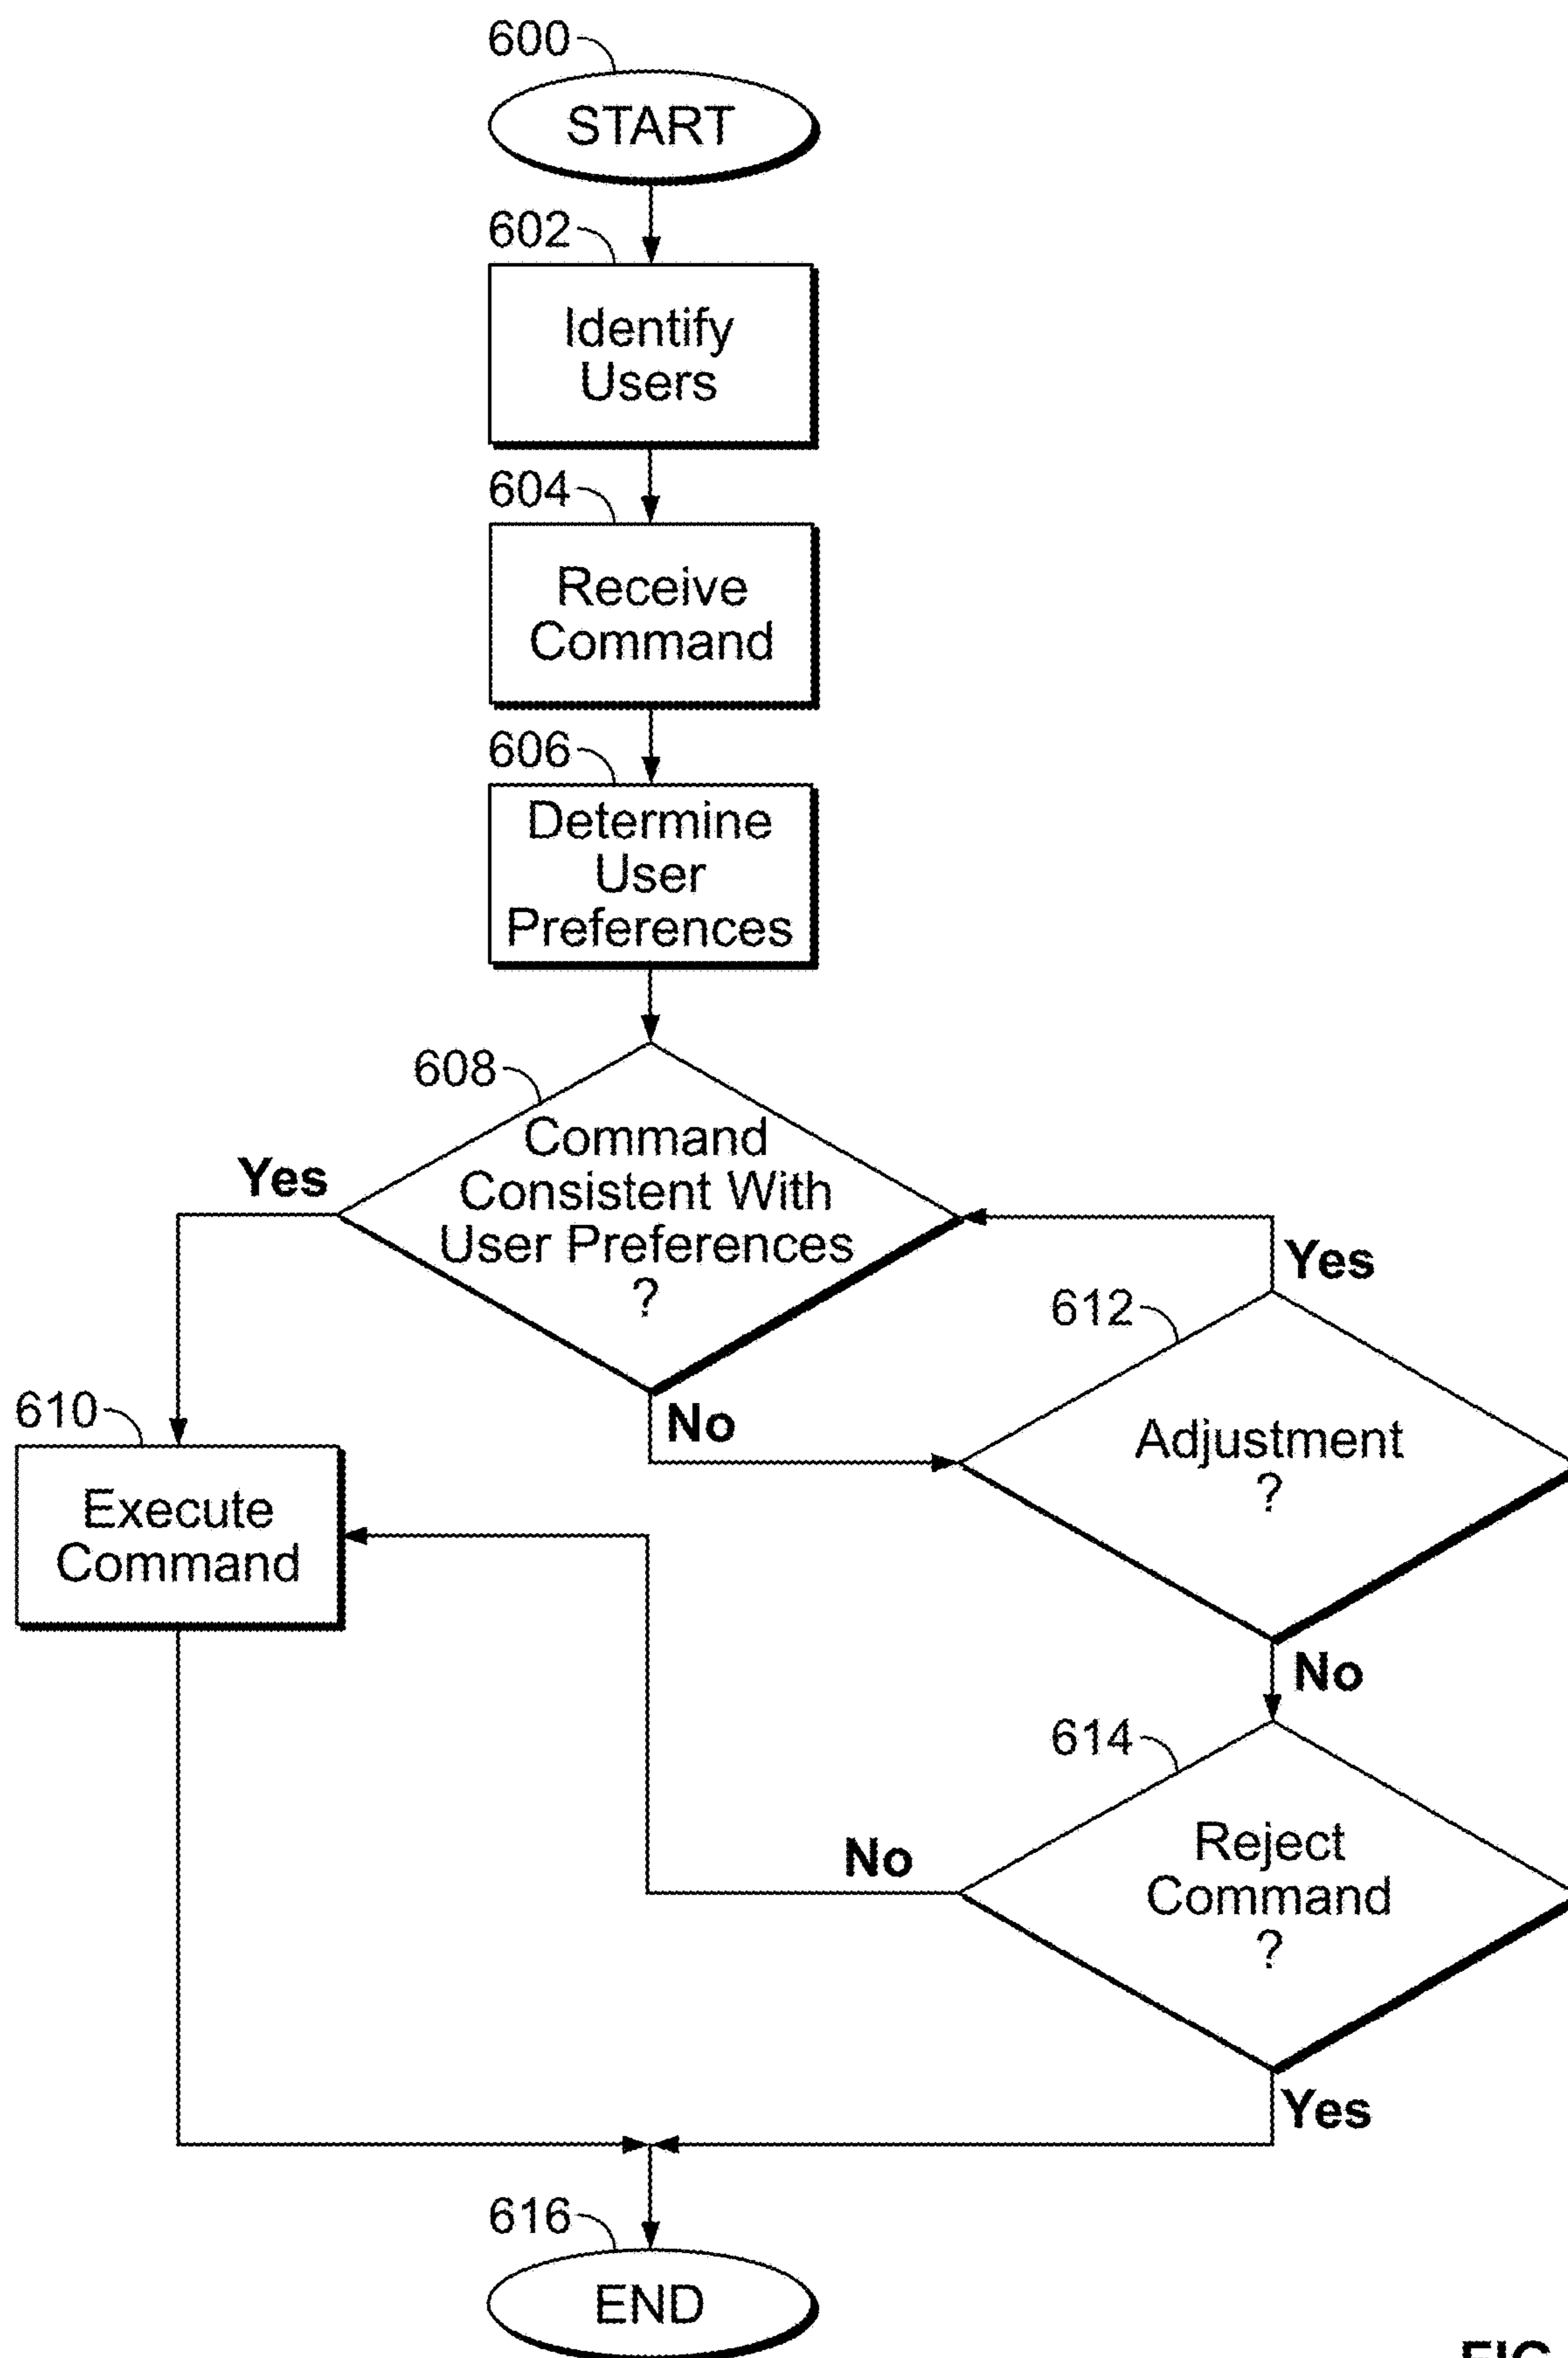 600
START
602
Identify
Users
604
Receive
Command
606
Determine
User
Preferences
608
Command
Consistent With
User Preferences
?
Yes
Yes
612
No
610
Adjustment
?
Execute
Command
No
614
No
Reject
Command
?
Yes
616
END
FIG